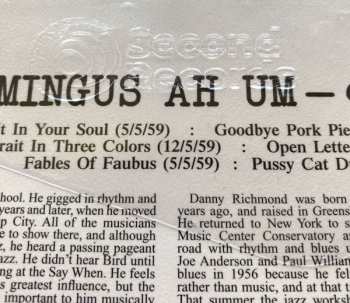 second records
MINGUS AH UM —
t In Your Soul (5/5/59) : Goodbye Pork Pie
rait In Three Colors (12/5/59) : Open Lette
Fables Of Faubus (5/5/59) : Pussy Cat D
hool. He gigged in rhythm and
years and later, when he moved
p City. All of the musicians
e to show there, and although
z, he heard a passing pageant
azz. He didn't hear Bird until
ng at the Say When. He feels
s greatest influence, but the
important to him musically
Danny Richmond was born
years ago, and raised in Greens
He returned to New York to s
Music Center Conservatory a
road with rhythm and blues u
Joe Anderson and Paul William
blues in 1956 because he fel
rather than music, and at that
That summer the jazz work